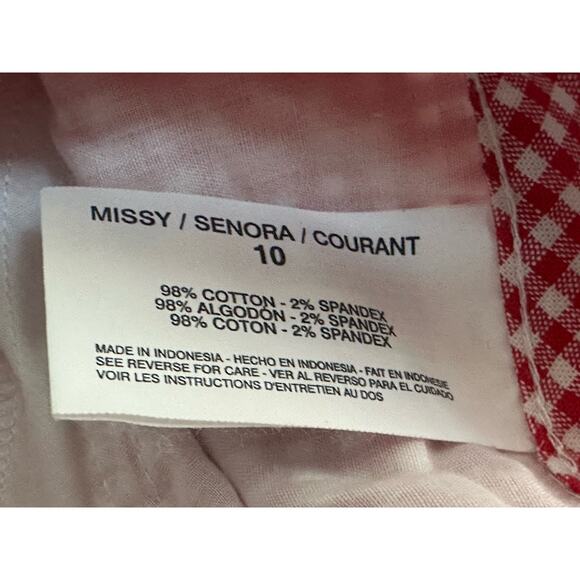 MISSY / SENORA / COURANT
10
98% COTTON - 2% SPANDEX
98% ALGODON - 2% SPANDEX
98% COTON - 2% SPANDEX
MADE IN INDONESIA - HECHO EN INDONESIA - FAIT EN INDONESIE
SEE REVERSE FOR CARE - VER AL REVERSO PARA EL CUIDADO
VOIR LES INSTRUCTIONS D'ENTRETIEN AU DOS